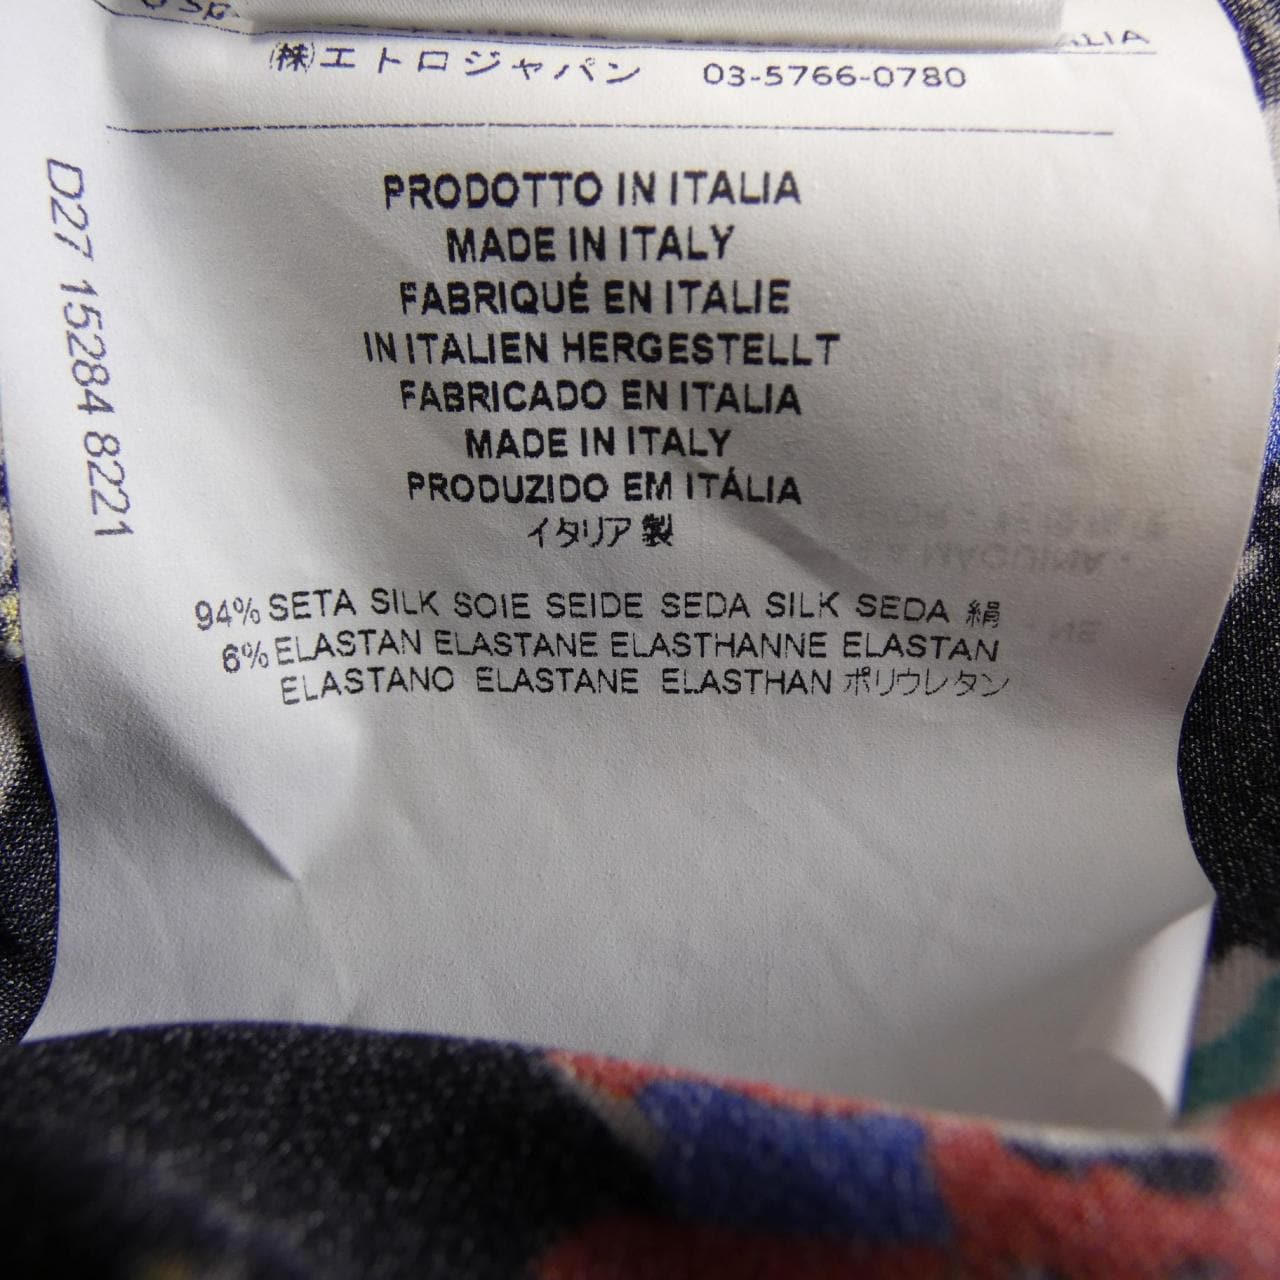 (株)エトロジャパン 03-5766-0780
PRODOTTO IN ITALIA
MADE IN ITALY
FABRIQUÉ EN ITALIE
IN ITALIEN HERGESTELLT
FABRICADO EN ITALIA
MADE IN ITALY
PRODUZIDO EM ITÁLIA
イタリア製
94% SETA SILK SOIE SEIDE SEDA SILK SEDA 絹
6% ELASTAN ELASTANE ELASTHANNE ELASTAN
ELASTANO ELASTANE ELASTHAN ポリウレタン
D27 15284 8221